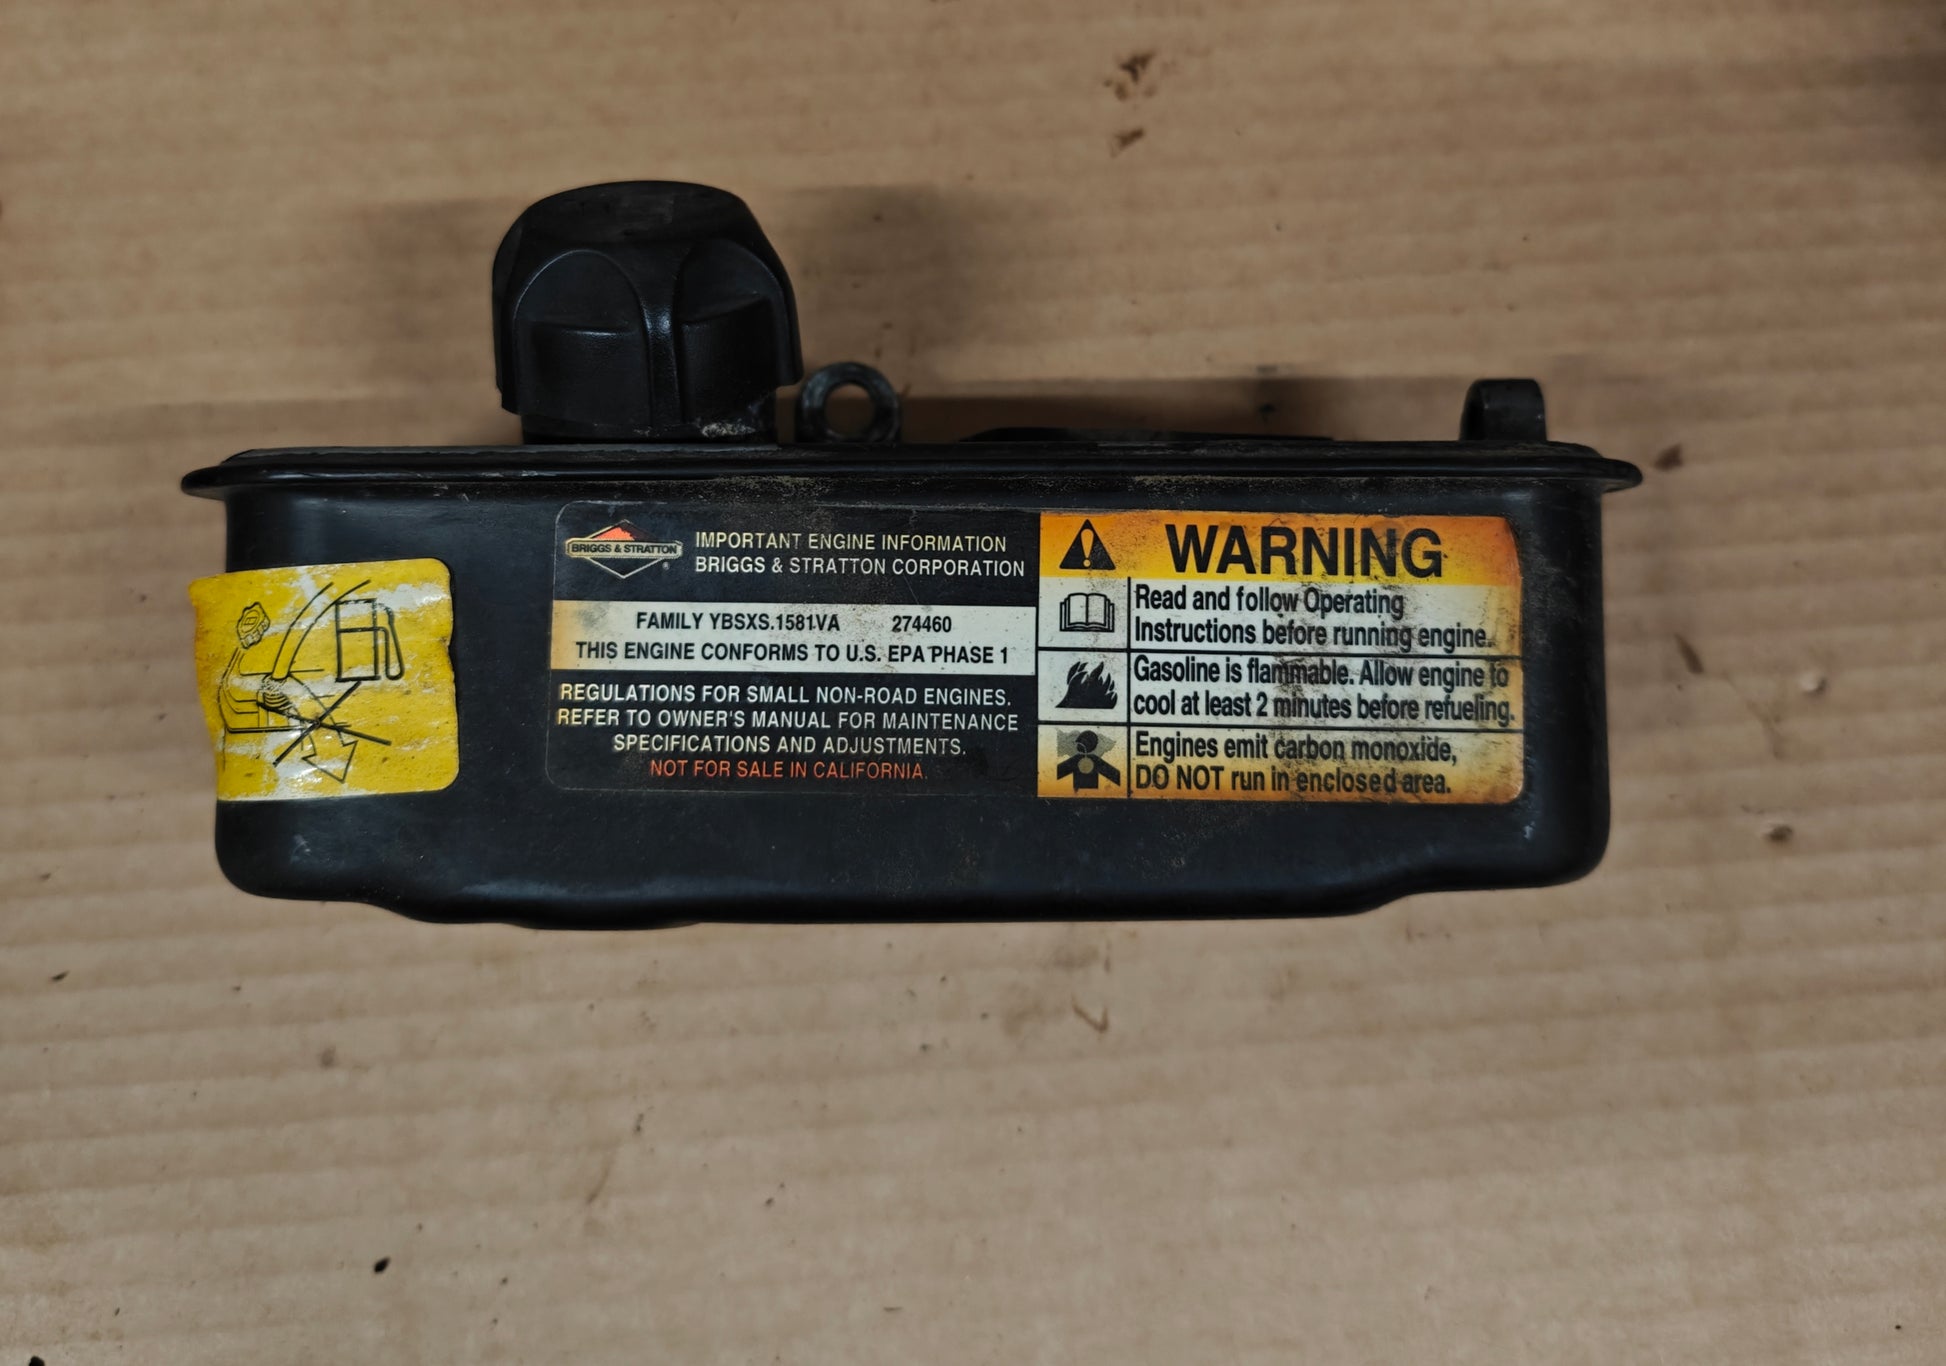 BRIGGS & STRATTON
®
IMPORTANT ENGINE INFORMATION
BRIGGS & STRATTON CORPORATION
FAMILY YBSXS.1581VA 274460
THIS ENGINE CONFORMS TO U.S. EPA PHASE 1
REGULATIONS FOR SMALL NON-ROAD ENGINES.
REFER TO OWNER'S MANUAL FOR MAINTENANCE
SPECIFICATIONS AND ADJUSTMENTS.
NOT FOR SALE IN CALIFORNIA.
WARNING
Read and follow Operating
Instructions before running engine.
Gasoline is flammable. Allow engine to
cool at least 2 minutes before refueling.
Engines emit carbon monoxide,
DO NOT run in enclosed area.